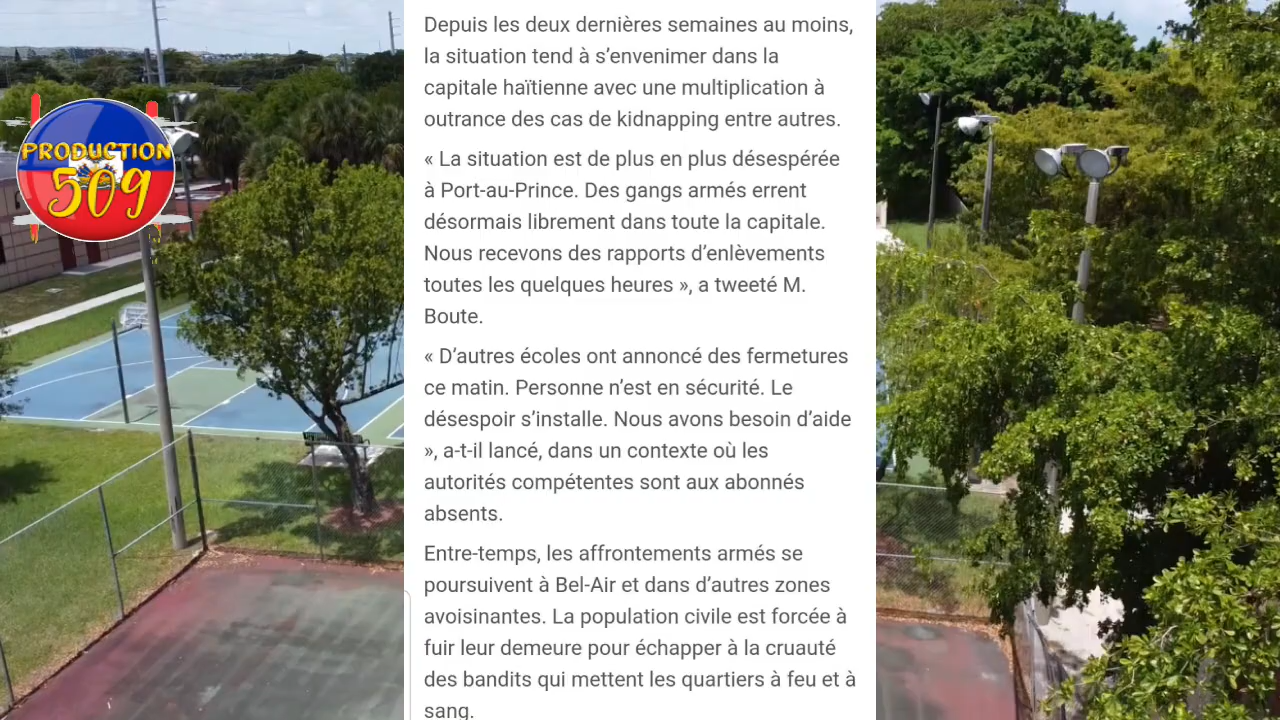 PRODUCTION
509
Depuis les deux dernières semaines au moins,
la situation tend à s’envenimer dans la
capitale haïtienne avec une multiplication à
outrance des cas de kidnapping entre autres.
« La situation est de plus en plus désespérée
à Port-au-Prince. Des gangs armés errent
désormais librement dans toute la capitale.
Nous recevons des rapports d’enlèvements
toutes les quelques heures », a tweeté M.
Boute.
« D’autres écoles ont annoncé des fermetures
ce matin. Personne n’est en sécurité. Le
désespoir s’installe. Nous avons besoin d’aide
», a-t-il lancé, dans un contexte où les
autorités compétentes sont aux abonnés
absents.
Entre-temps, les affrontements armés se
poursuivent à Bel-Air et dans d’autres zones
avoisinantes. La population civile est forcée à
fuir leur demeure pour échapper à la cruauté
des bandits qui mettent les quartiers à feu et à
sang.